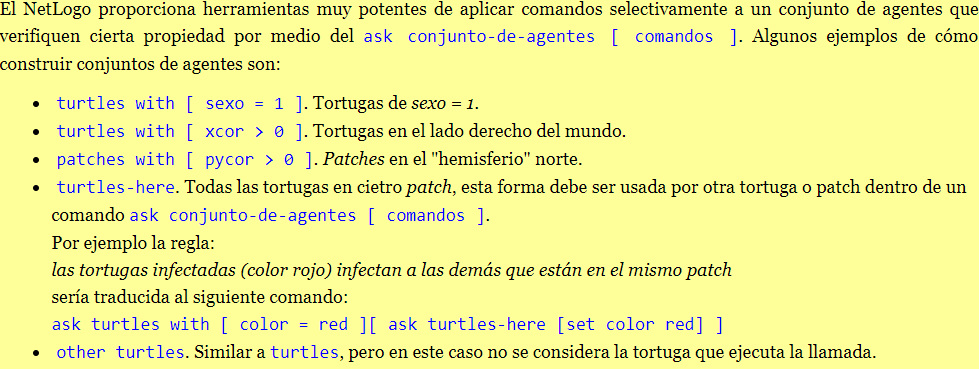 El NetLogo proporciona herramientas muy potentes de aplicar comandos selectivamente a un conjunto de agentes que
verifiquen cierta propiedad por medio del ask conjunto-de-agentes [ comandos ]. Algunos ejemplos de cómo
construir conjuntos de agentes son:
• turtles with [ sexo = 1 ]. Tortugas de sexo = 1.
• turtles with [ xcor > 0 ]. Tortugas en el lado derecho del mundo.
• patches with [ pycor > 0 ]. Patches en el "hemisferio" norte.
• turtles-here. Todas las tortugas en cietro patch, esta forma debe ser usada por otra tortuga o patch dentro de un
comando ask conjunto-de-agentes [ comandos ].
Por ejemplo la regla:
las tortugas infectadas (color rojo) infectan a las demás que están en el mismo patch
sería traducida al siguiente comando:
ask turtles with [ color = red ][ ask turtles-here [set color red] ]
• other turtles. Similar a turtles, pero en este caso no se considera la tortuga que ejecuta la llamada.